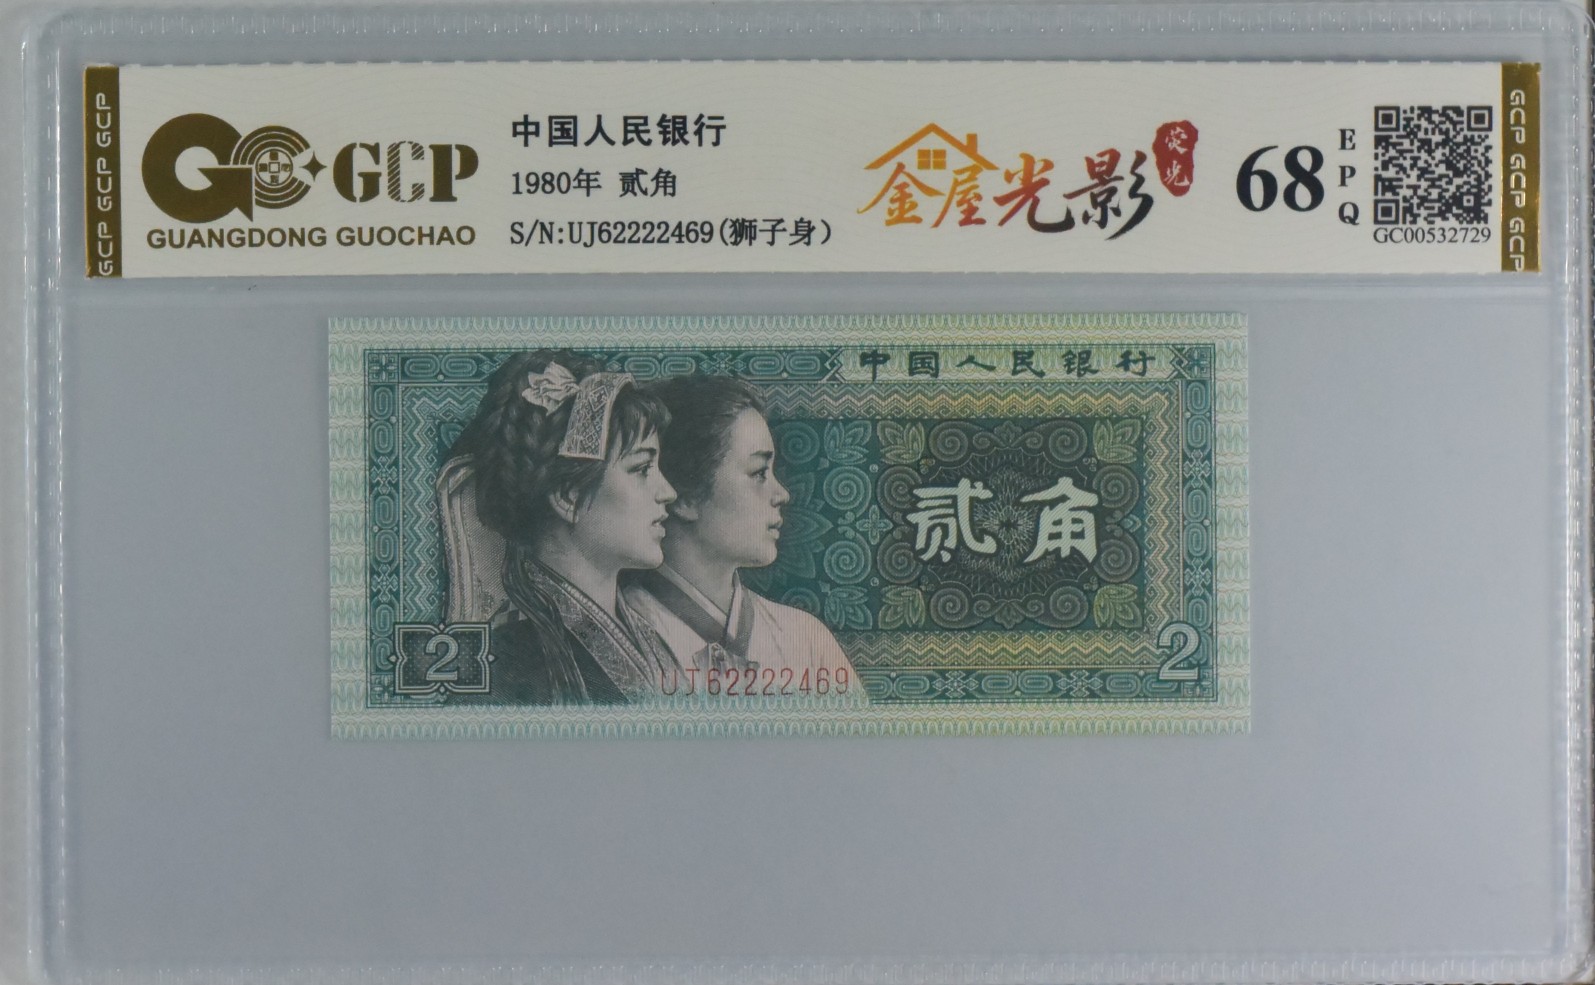 GCP GCP GCP
GCP
GUANGDONG GUOCHAO
中国人民银行
1980年 贰角
S/N:UJ62222469(狮子身)
金屋光影
荧光
68
EPQ
GC00532729
GCP GCP GCP
中国人民银行
贰角
2
2
UJ62222469